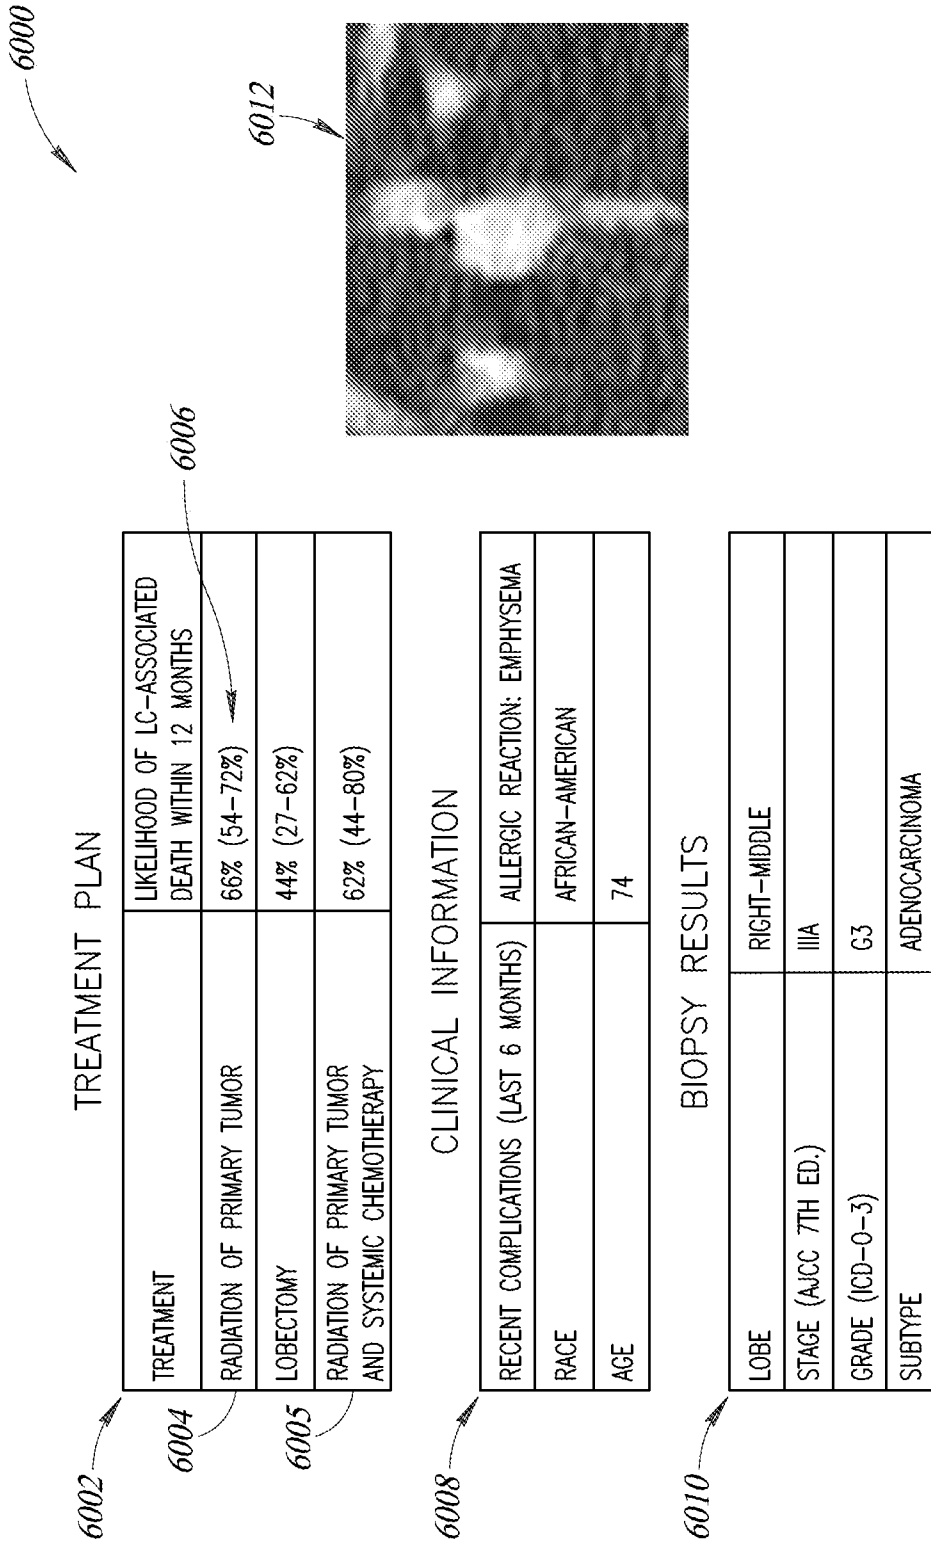 6000
TREATMENT PLAN
6002
TREATMENT
LIKELIHOOD OF LC-ASSOCIATED
DEATH WITHIN 12 MONTHS
6004
RADIATION OF PRIMARY TUMOR
66% (54-72%)
6006
LOBECTOMY
44% (27-62%)
6005
RADIATION OF PRIMARY TUMOR
AND SYSTEMIC CHEMOTHERAPY
62% (44-80%)
6012
CLINICAL INFORMATION
6008
RECENT COMPLICATIONS (LAST 6 MONTHS)
ALLERGIC REACTION: EMPHYSEMA
RACE
AFRICAN-AMERICAN
AGE
74
BIOPSY RESULTS
6010
LOBE
RIGHT-MIDDLE
STAGE (AJCC 7TH ED.)
IIIA
GRADE (ICD-O-3)
G3
SUBTYPE
ADENOCARCINOMA